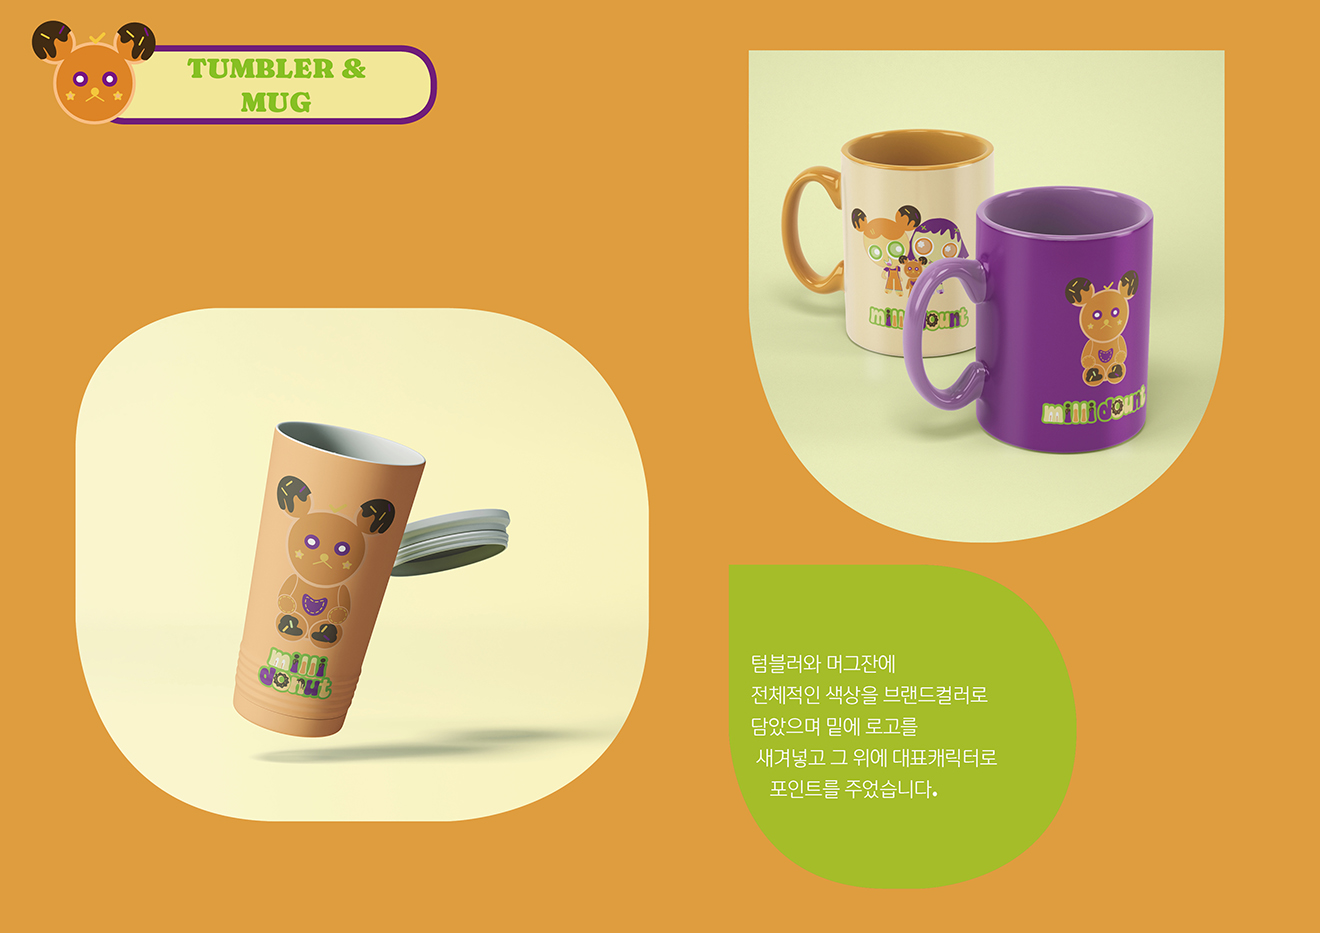 TUMBLER &
MUG
milli dount
milli dount
milli
donut
텀블러와 머그잔에
전체적인 색상을 브랜드컬러로
담았으며 밑에 로고를
새겨넣고 그 위에 대표캐릭터로
포인트를 주었습니다.